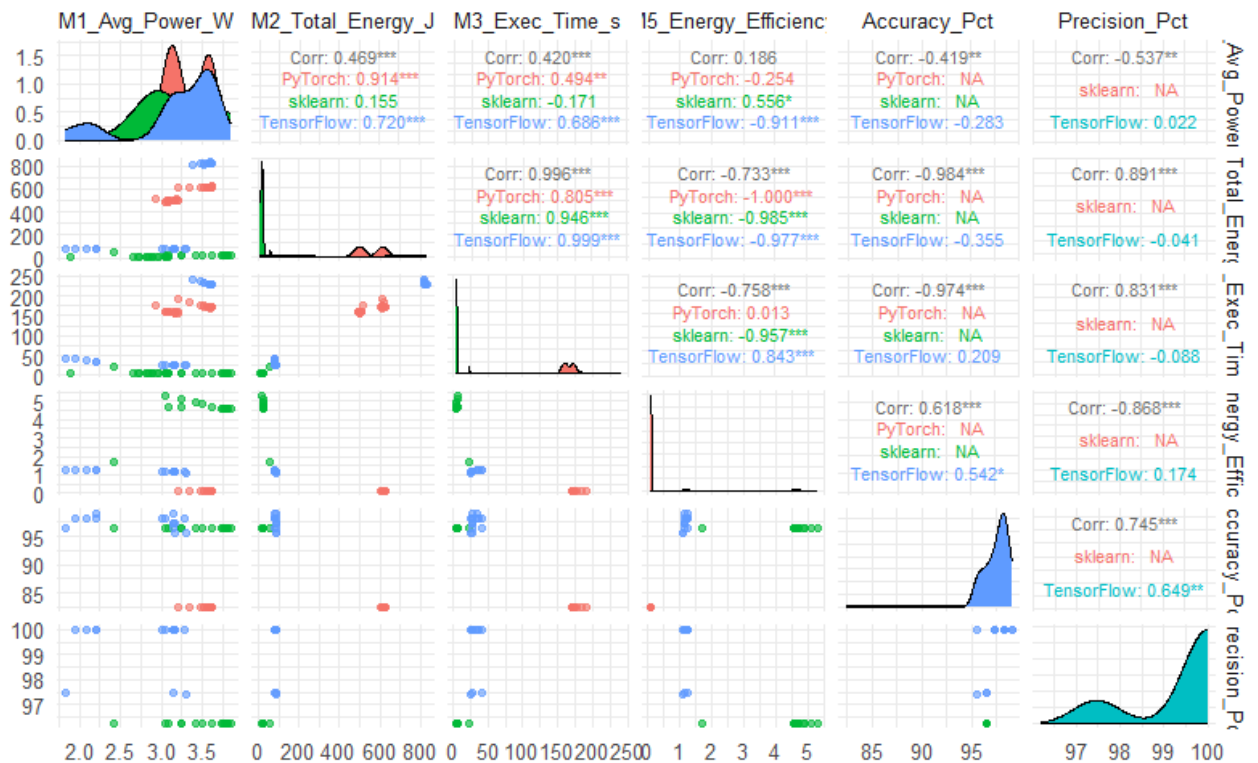 M1_Avg_Power_W M2_Total_Energy_J M3_Exec_Time_s 15_Energy_Efficiency Accuracy_Pct Precision_Pct
1.5
1.0
0.5
0.0
Corr: 0.469***
PyTorch: 0.914***
sklearn: 0.155
TensorFlow: 0.720***
Corr: 0.420***
PyTorch: 0.494**
sklearn: -0.171
TensorFlow: 0.686***
Corr: 0.186
PyTorch: -0.254
sklearn: 0.556*
TensorFlow: -0.911***
Corr: -0.419**
PyTorch: NA
sklearn: NA
TensorFlow: -0.283
Corr: -0.537**
sklearn: NA
TensorFlow: 0.022
_Avg_Power
800
600
400
200
0
Corr: 0.996***
PyTorch: 0.805***
sklearn: 0.946***
TensorFlow: 0.999***
Corr: -0.733***
PyTorch: -1.000***
sklearn: -0.985***
TensorFlow: -0.977***
Corr: -0.984***
PyTorch: NA
sklearn: NA
TensorFlow: -0.355
Corr: 0.891***
sklearn: NA
TensorFlow: -0.041
Total_Energ
250
200
150
100
50
0
Corr: -0.758***
PyTorch: 0.013
sklearn: -0.957***
TensorFlow: 0.843***
Corr: -0.974***
PyTorch: NA
sklearn: NA
TensorFlow: 0.209
Corr: 0.831***
sklearn: NA
TensorFlow: -0.088
_Exec_Tim
5
4
3
2
1
0
Corr: 0.618***
PyTorch: NA
sklearn: NA
TensorFlow: 0.542*
Corr: -0.868***
sklearn: NA
TensorFlow: 0.174
nergy_Effic
95
90
85
Corr: 0.745***
sklearn: NA
TensorFlow: 0.649**
ccuracy_Pc
100
99
98
97
recision_Pc
2.0 2.5 3.0 3.5 0 200 400 600 800 0 50 100 150 200 250 0 1 2 3 4 5 85 90 95 97 98 99 100